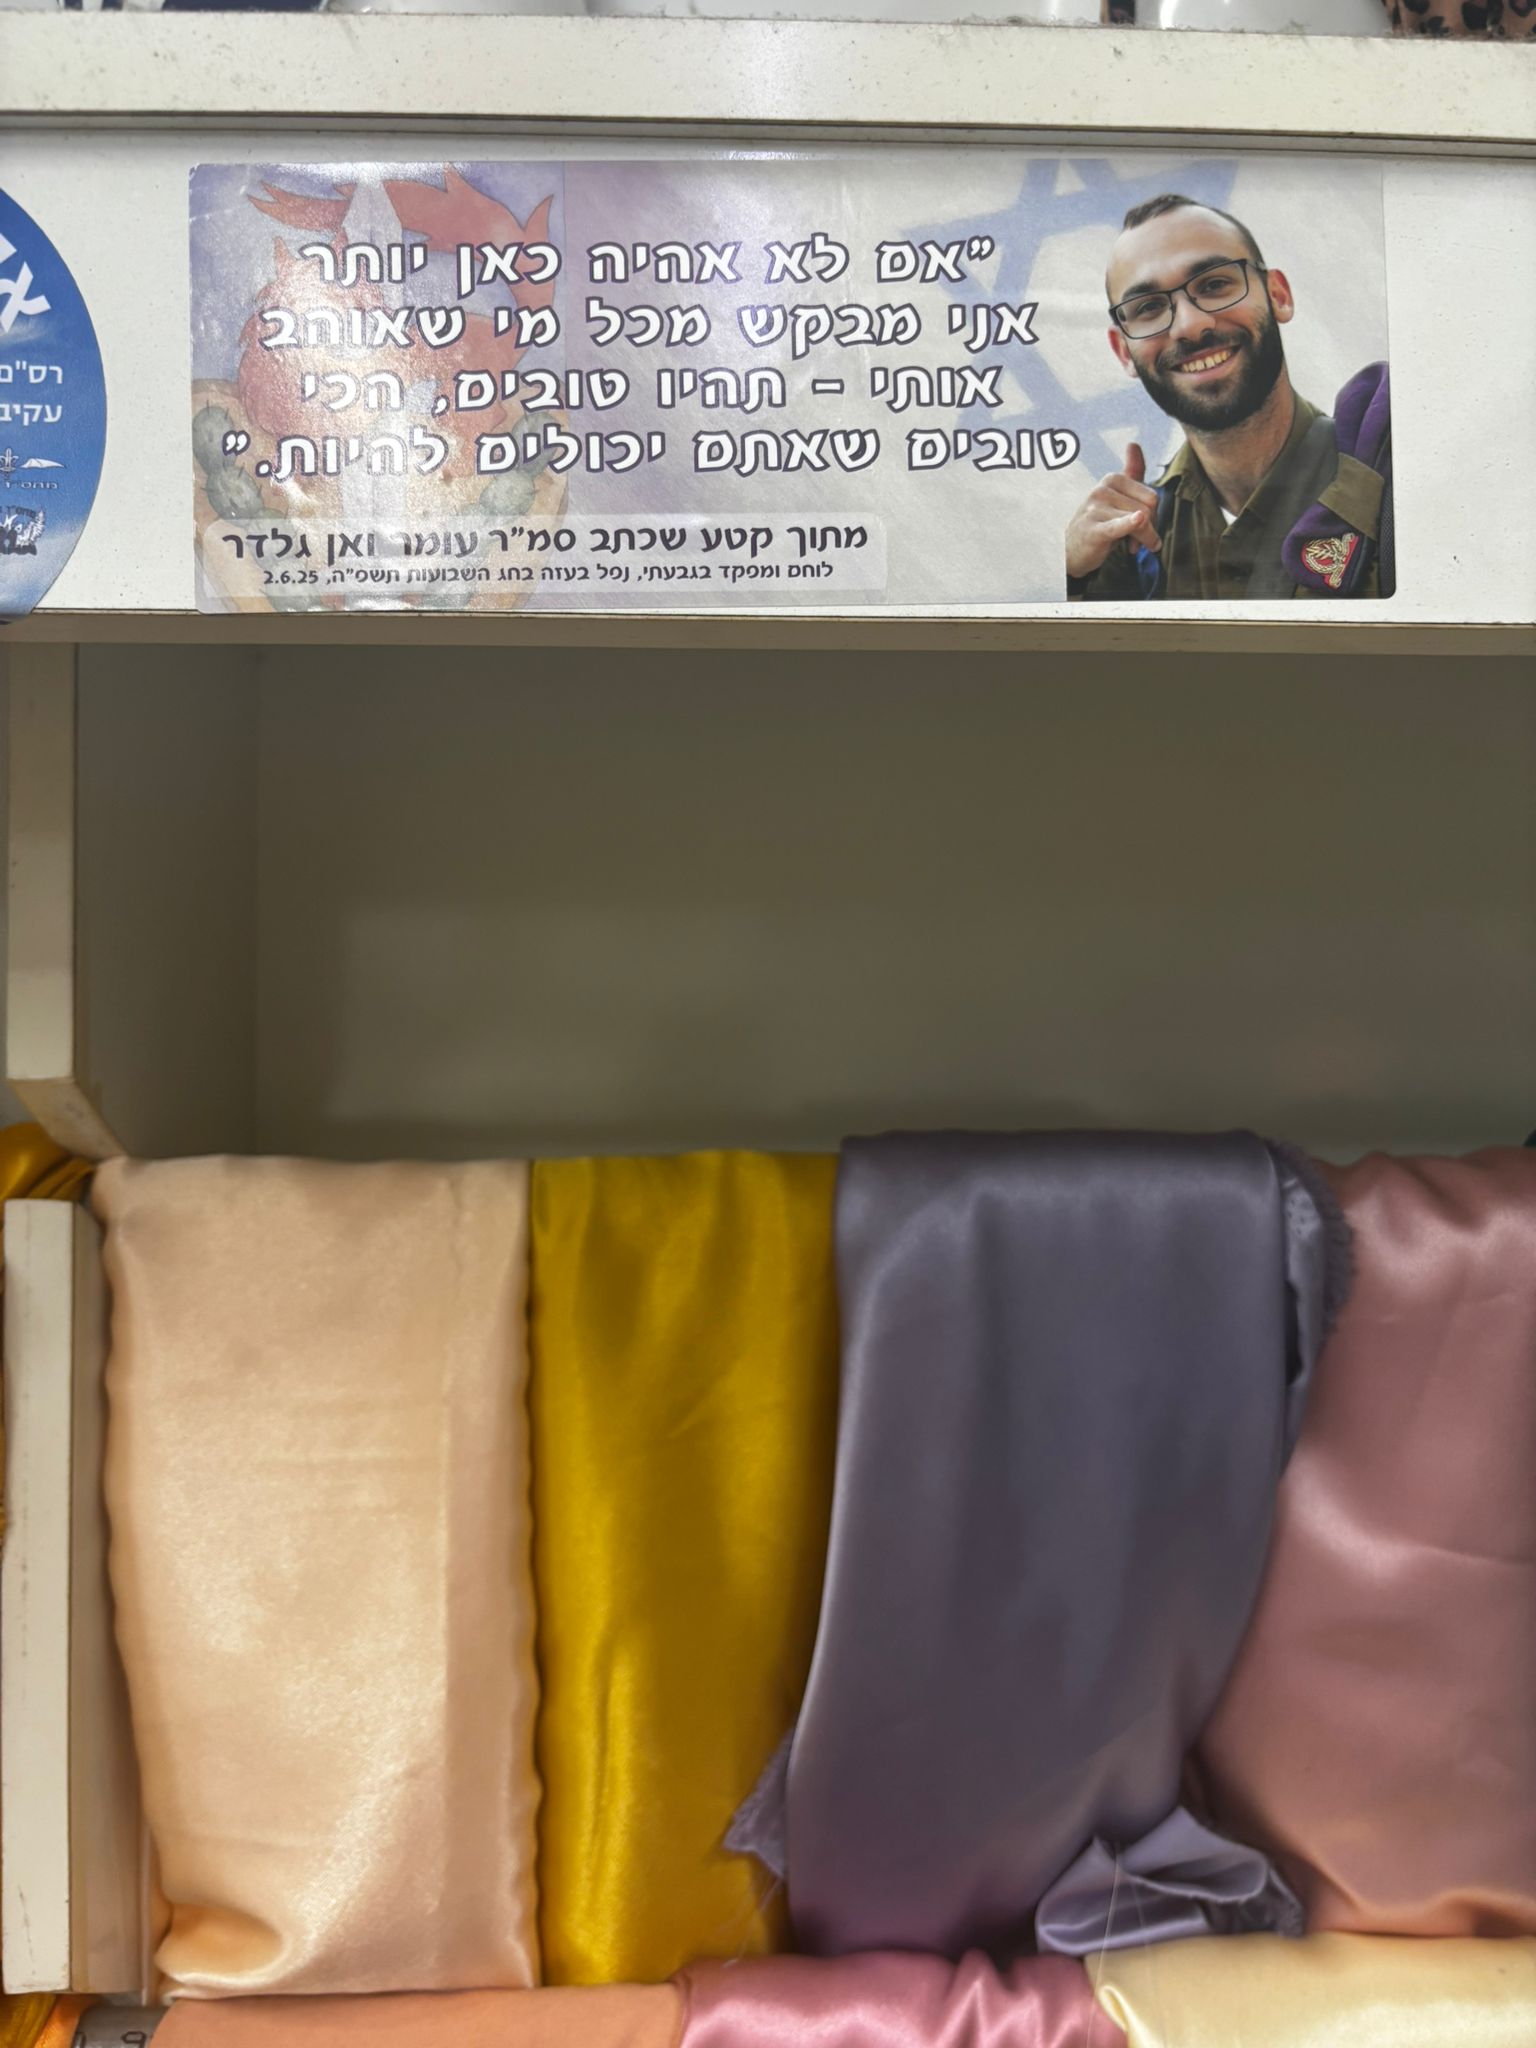 "אם לא אהיה כאן יותר
אני מבקש מכל מי שאוהב
אותי - תהיו טובים, הכי
טובים שאתם יכולים להיות."
מתוך קטע שכתב סמ"ר עומר ואן גלדר
לוחם ומפקד בגבעתי, נפל בעזה בחג השבועות תשפ"ה, 2.6.25
רס"ם
עקיב